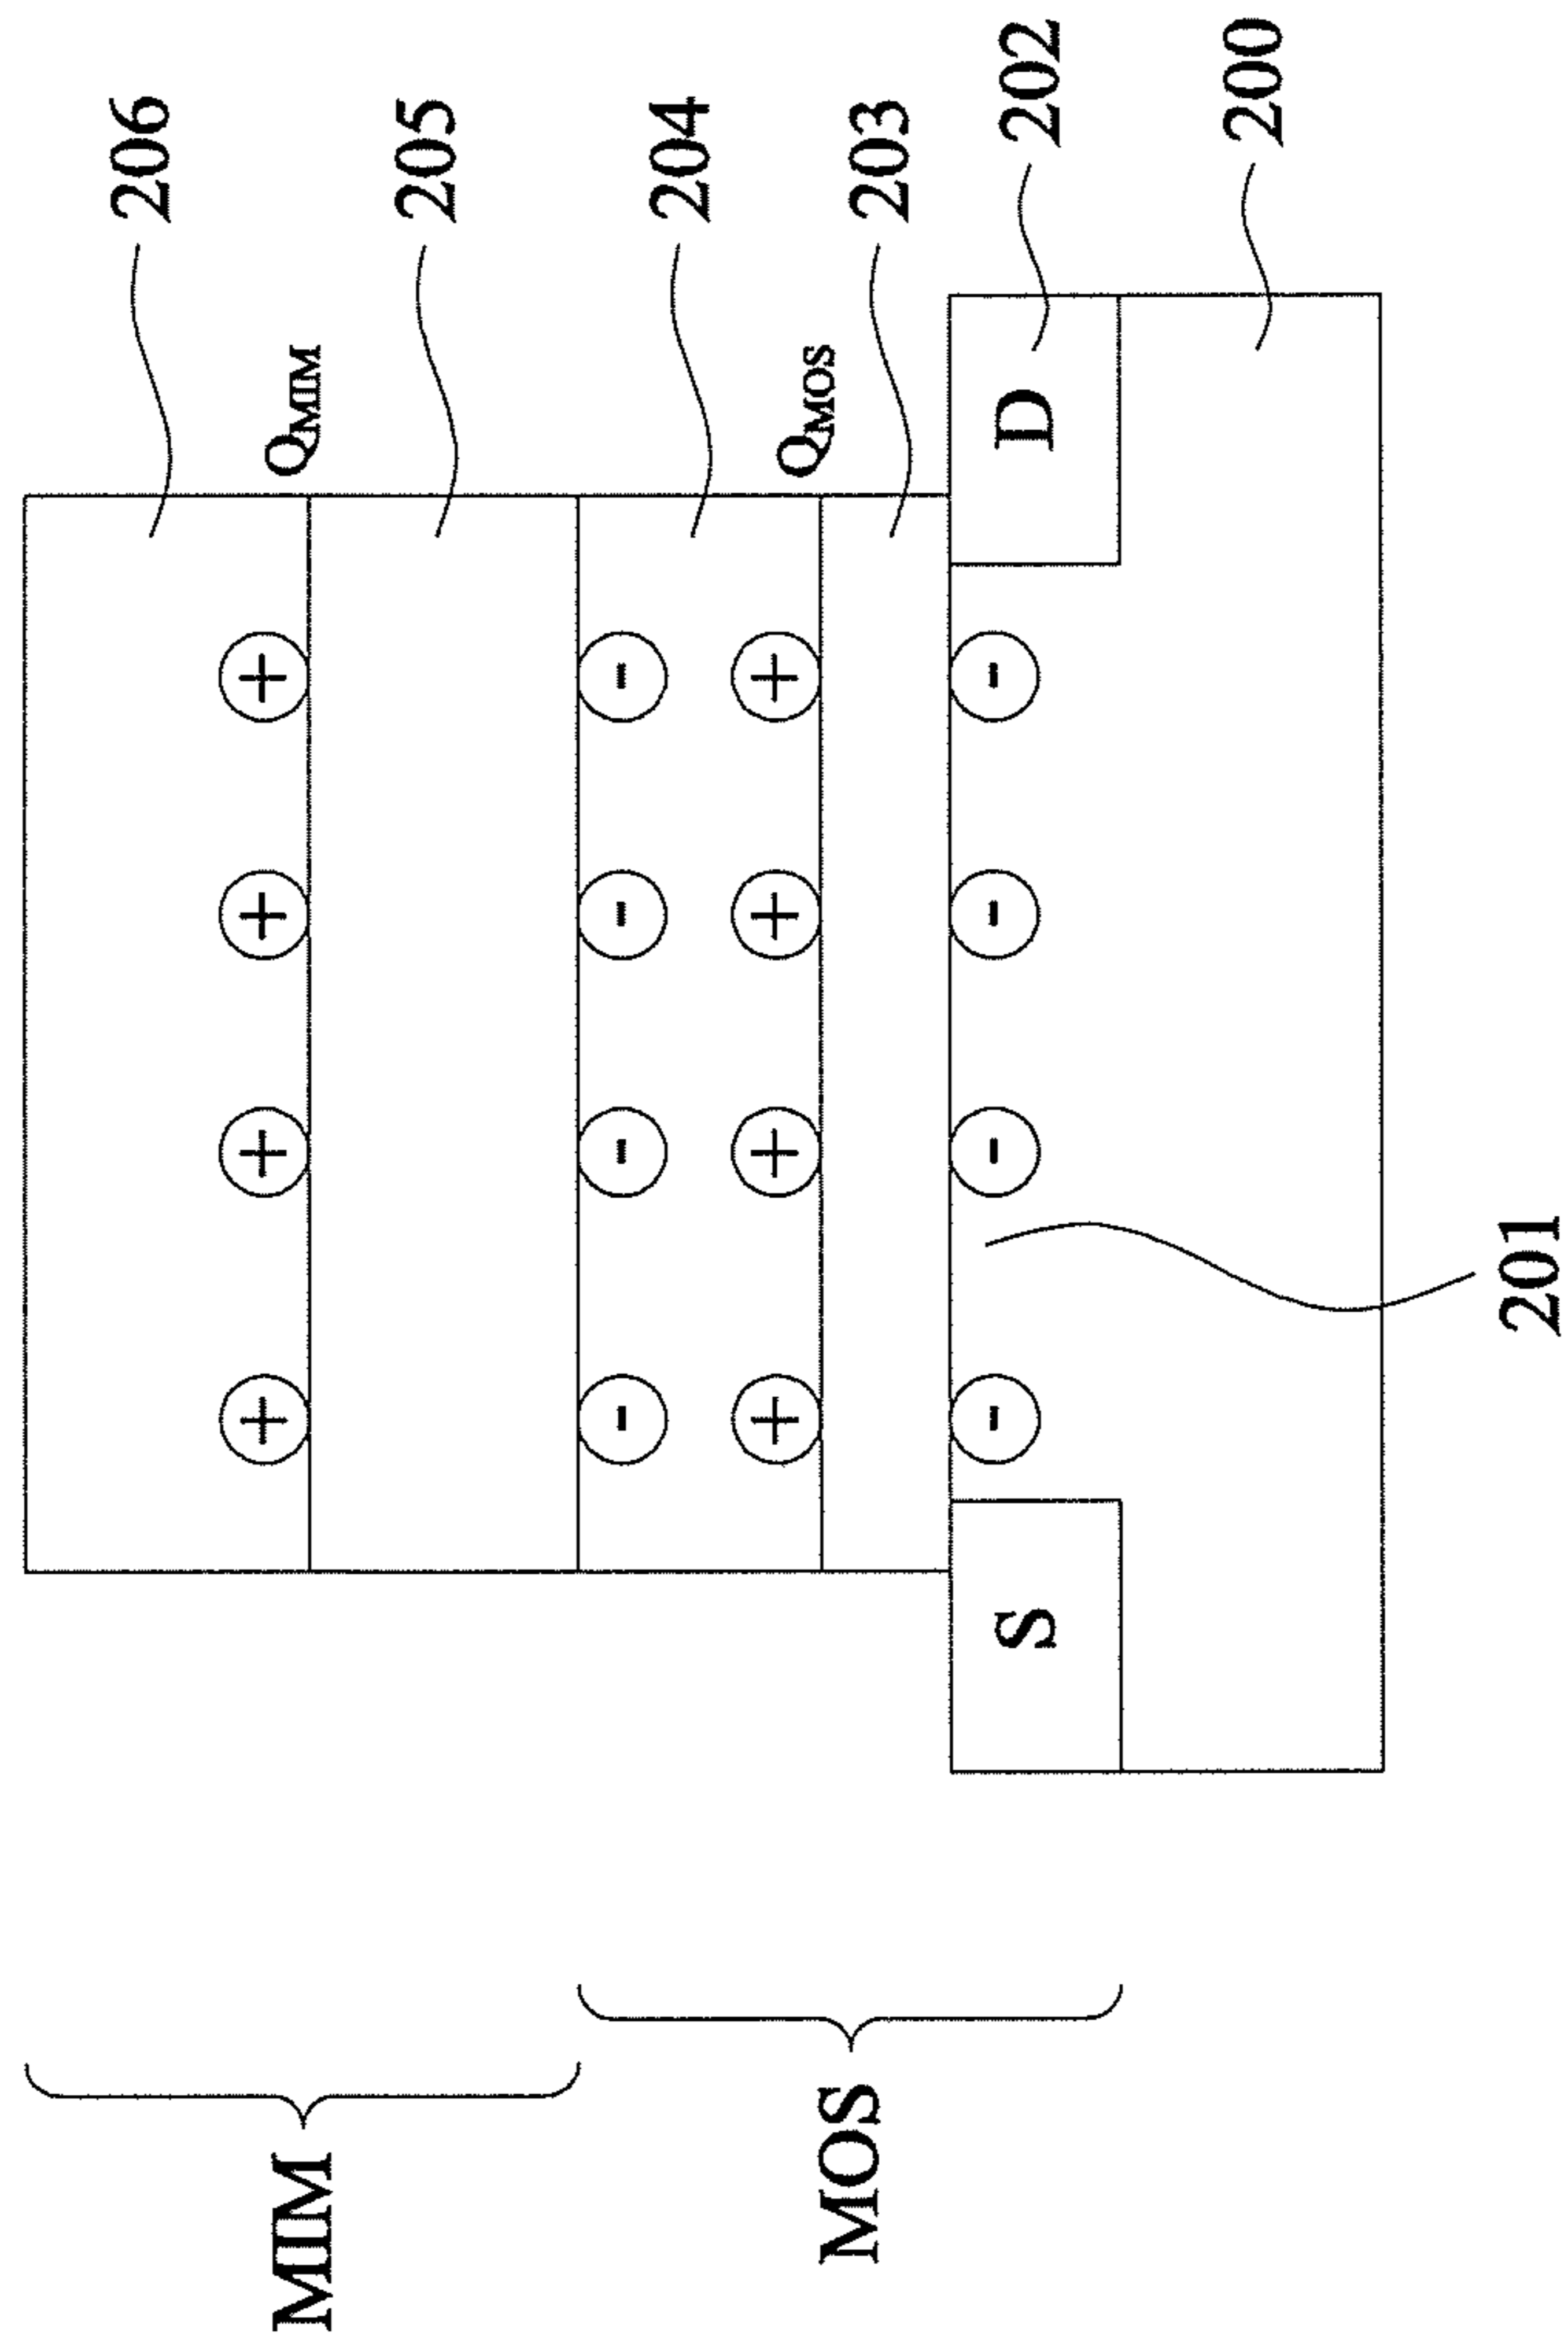 206
205
204
203
202
200
Q_MIM
Q_MOS
D
+ + + +
- - - -
+ + + +
- - - -
201
S
MIM
MOS